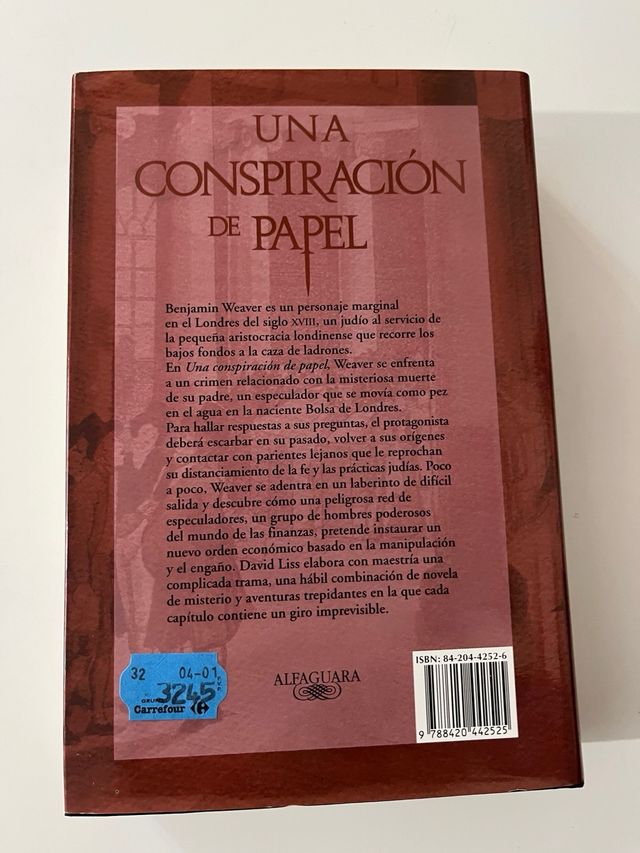 UNA
CONSPIRACIÓN
DE PAPEL
Benjamin Weaver es un personaje marginal
en el Londres del siglo XVIII, un judío al servicio de
la pequeña aristocracia londinense que recorre los
bajos fondos a la caza de ladrones.
En Una conspiración de papel, Weaver se enfrenta
a un crimen relacionado con la misteriosa muerte
de su padre, un especulador que se movía como pez
en el agua en la naciente Bolsa de Londres.
Para hallar respuestas a sus preguntas, el protagonista
deberá escarbar en su pasado, volver a sus orígenes
y contactar con parientes lejanos que le reprochan
su distanciamiento de la fe y las prácticas judías. Poco
a poco, Weaver se adentra en un laberinto de difícil
salida y descubre cómo una peligrosa red de
especuladores, un grupo de hombres poderosos
del mundo de las finanzas, pretende instaurar un
nuevo orden económico basado en la manipulación
y el engaño. David Liss elabora con maestría una
complicada trama, una hábil combinación de novela
de misterio y aventuras trepidantes en la que cada
capítulo contiene un giro imprevisible.
32 04-01
3245
Carrefour
ALFAGUARA
ISBN: 84-204-4252-6
9 788420 442525